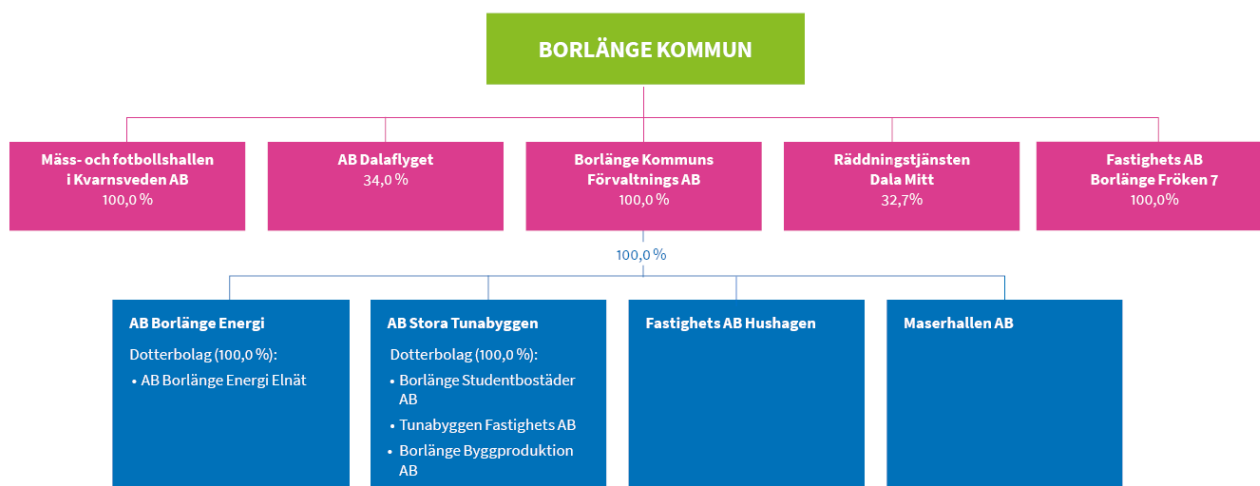 BORLÄNGE KOMMUN
Mäss- och fotbollshallen
i Kvarnsveden AB
100,0 %
AB Dalaflyget
34,0 %
Borlänge Kommuns
Förvaltnings AB
100,0 %
Räddningstjänsten
Dala Mitt
32,7%
Fastighets AB
Borlänge Fröken 7
100,0%
100,0 %
AB Borlänge Energi
Dotterbolag (100,0 %):
• AB Borlänge Energi Elnät
AB Stora Tunabyggen
Dotterbolag (100,0 %):
• Borlänge Studentbostäder
AB
• Tunabyggen Fastighets AB
• Borlänge Byggproduktion
AB
Fastighets AB Hushagen
Maserhallen AB